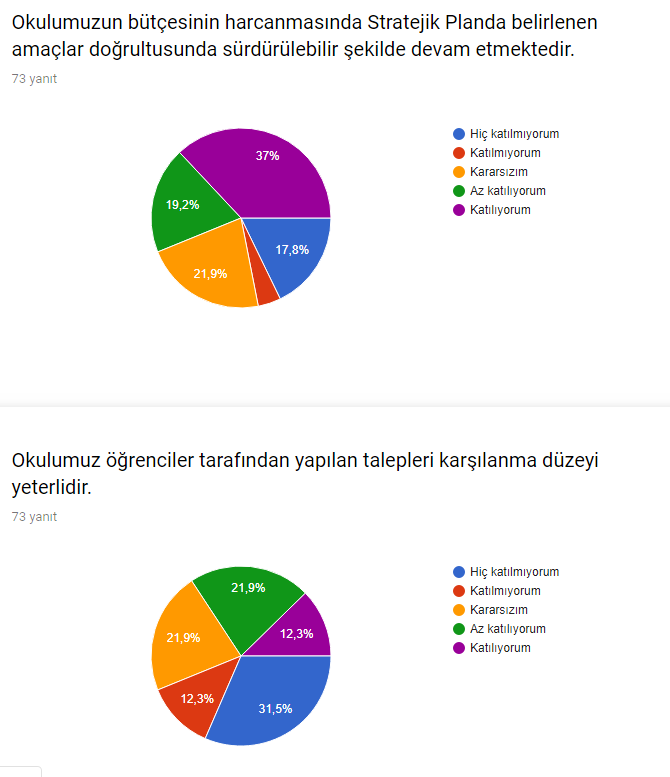 Okulumuzun bütçesinin harcanmasında Stratejik Planda belirlenen
amaçlar doğrultusunda sürdürülebilir şekilde devam etmektedir.
73 yanıt
37%
19,2%
17,8%
21,9%
Hiç katılmıyorum
Katılmıyorum
Kararsızım
Az katılıyorum
Katılıyorum
Okulumuz öğrenciler tarafından yapılan talepleri karşılanma düzeyi
yeterlidir.
73 yanıt
21,9%
21,9%
12,3%
12,3%
31,5%
Hiç katılmıyorum
Katılmıyorum
Kararsızım
Az katılıyorum
Katılıyorum